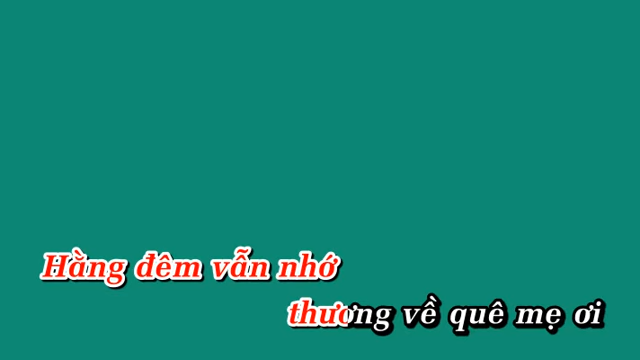 Hằng đêm vẫn nhớ
thương về quê mẹ ơi